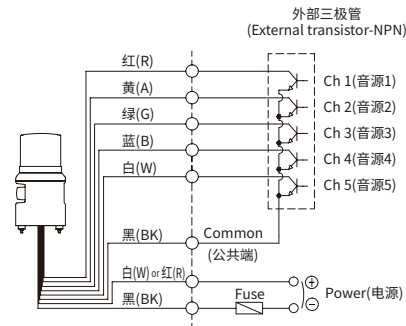 外部三极管
(External transistor-NPN)
红(R)
Ch 1(音源1)
黄(A)
Ch 2(音源2)
绿(G)
Ch 3(音源3)
蓝(B)
Ch 4(音源4)
白(W)
Ch 5(音源5)
黑(BK)
Common
(公共端)
白(W) or 红(R)
黑(BK)
Fuse
Power(电源)